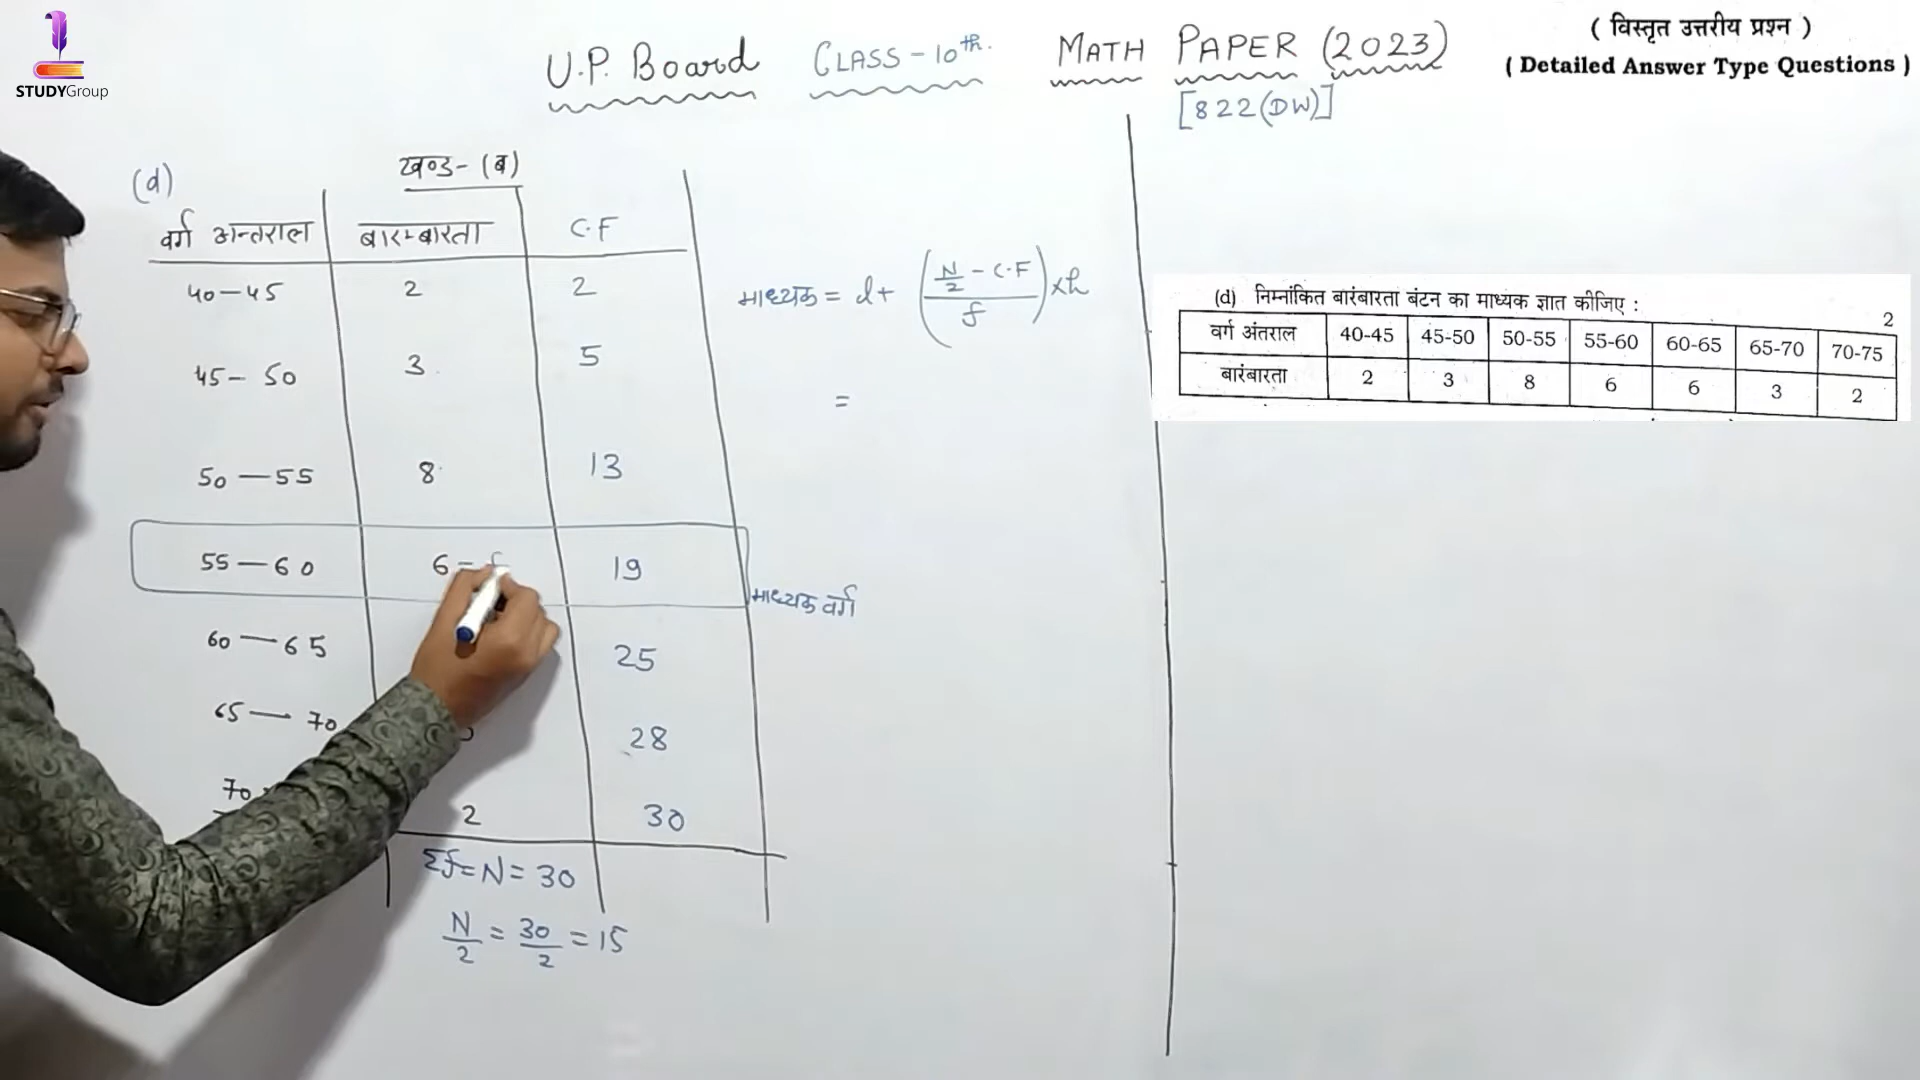 STUDYGroup
U.P. Board CLASS-10th. MATH PAPER (2023)
[822(DW)]
( विस्तृत उत्तरीय प्रश्न )
( Detailed Answer Type Questions )
(d)
खण्ड-(ब)
वर्ग अन्तराल बारम्बारता C.F
40-45 2 2
45-50 3 5
50-55 8 13
55-60 6 = f 19
माध्यक वर्ग
60-65 25
65-70 28
70 2 30
Σf=N=30
N/2 = 30/2 = 15
माध्यक = l + (N/2 - C.F / f) × h
=
(d) निम्नांकित बारंबारता बंटन का माध्यक ज्ञात कीजिए : 2
वर्ग अंतराल 40-45 45-50 50-55 55-60 60-65 65-70 70-75
बारंबारता 2 3 8 6 6 3 2